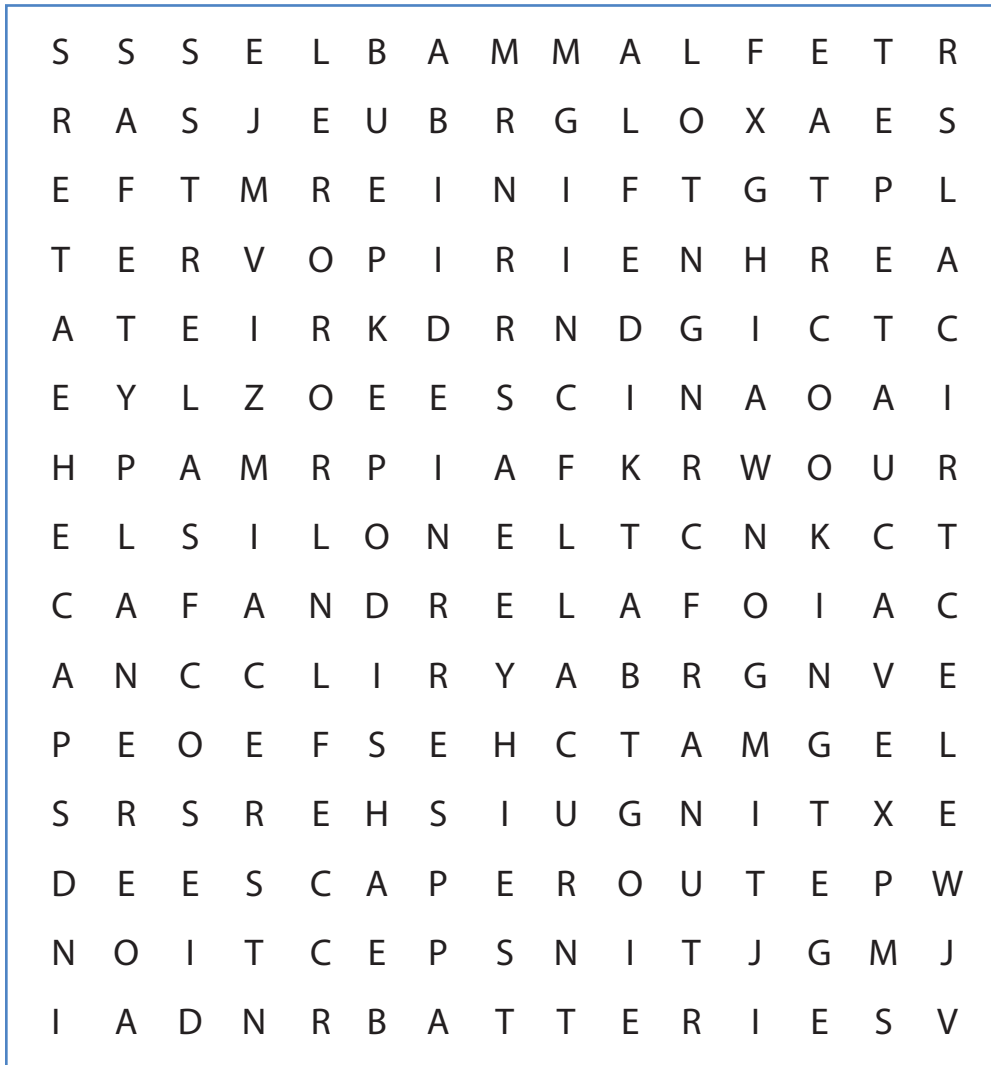 S S S E L B A M M A L F E T R
R A S J E U B R G L O X A E S
E F T M R E I N I F T G T P L
T E R V O P I R I E N H R E A
A T E I R K D R N D G I C T C
E Y L Z O E E S C I N A O A I
H P A M R P I A F K R W O U R
E L S I L O N E L T C N K C T
C A F A N D R E L A F O I A C
A N C C L I R Y A B R G N V E
P E O E F S E H C T A M G E L
S R S R E H S I U G N I T X E
D E E S C A P E R O U T E P W
N O I T C E P S N I T J G M J
I A D N R B A T T E R I E S V